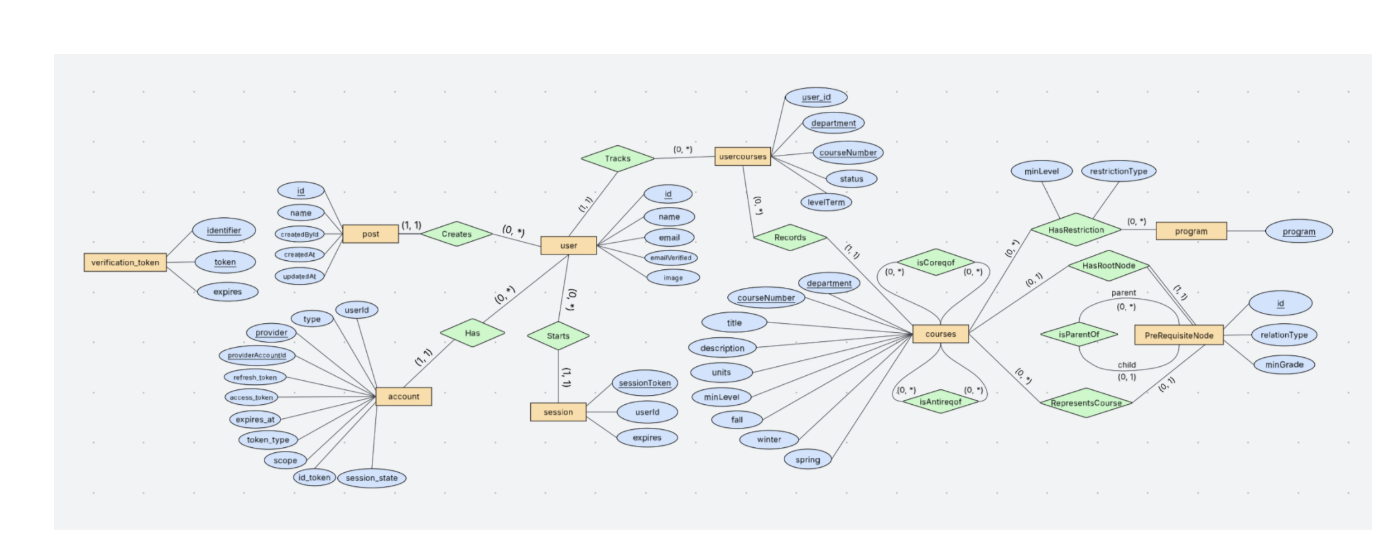 user_id
department
courseNumber
status
levelTerm
usercourses
(0, *)
Tracks
(1, 1)
(0, *)
Records
(1, 1)
id
name
createdById
createdAt
updatedAt
post
(1, 1)
Creates
(0, *)
user
id
name
email
emailVerified
image
identifier
token
expires
verification_token
(0, *)
Has
(1, 1)
(0, *)
Starts
(1, 1)
userId
type
provider
providerAccountId
refresh_token
access_token
expires_at
token_type
scope
id_token
session_state
account
session
sessionToken
userId
expires
minLevel
restrictionType
HasRestriction
(0, *)
program
program
(0, *)
isCoreqof
(0, *)
(0, *)
HasRootNode
(0, 1)
(1, 1)
department
courseNumber
title
description
units
minLevel
fall
winter
spring
courses
parent
(0, *)
isParentOf
child
(0, 1)
PreRequisiteNode
id
relationType
minGrade
(0, *)
(0, *)
isAntireqof
(0, *)
RepresentsCourse
(0, 1)